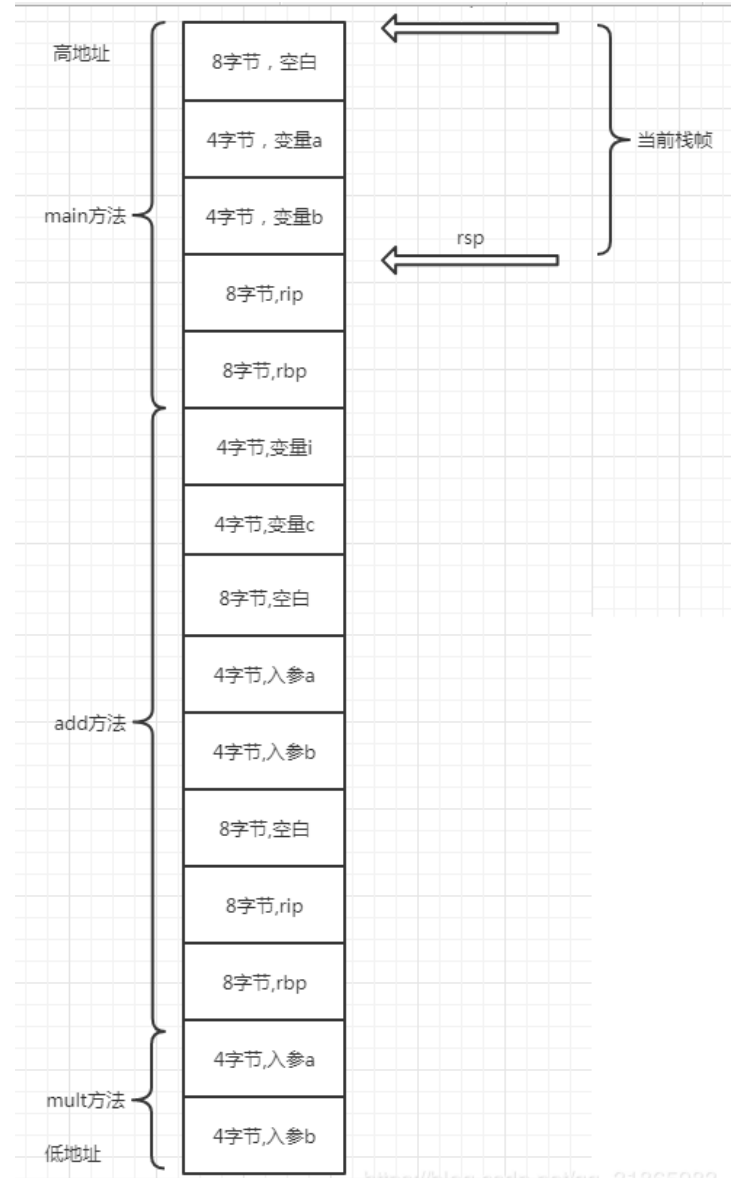 高地址
8字节，空白
4字节，变量a
当前栈帧
main方法
4字节，变量b
rsp
8字节,rip
8字节,rbp
4字节,变量i
4字节,变量c
8字节,空白
4字节,入参a
add方法
4字节,入参b
8字节,空白
8字节,rip
8字节,rbp
4字节,入参a
mult方法
4字节,入参b
低地址